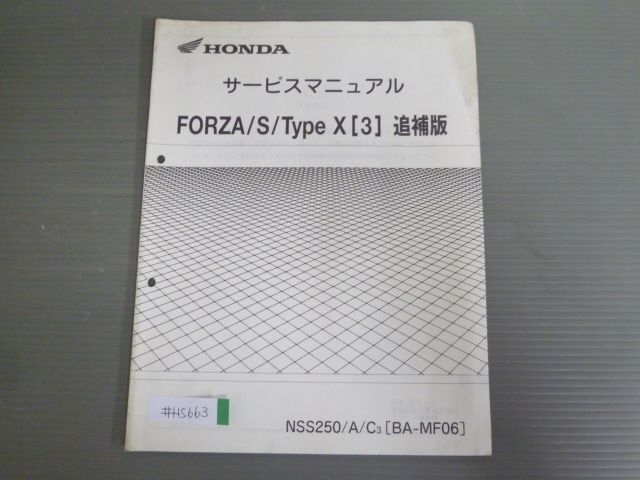 HONDA
サービスマニュアル
FORZA/S/Type X[3] 追補版
#HS663
NSS250/A/C3 [BA-MF06]